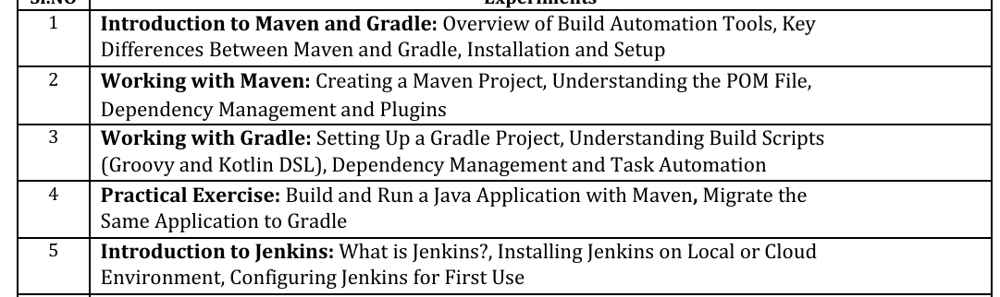 Sl.NO Experiments
1 Introduction to Maven and Gradle: Overview of Build Automation Tools, Key
Differences Between Maven and Gradle, Installation and Setup
2 Working with Maven: Creating a Maven Project, Understanding the POM File,
Dependency Management and Plugins
3 Working with Gradle: Setting Up a Gradle Project, Understanding Build Scripts
(Groovy and Kotlin DSL), Dependency Management and Task Automation
4 Practical Exercise: Build and Run a Java Application with Maven, Migrate the
Same Application to Gradle
5 Introduction to Jenkins: What is Jenkins?, Installing Jenkins on Local or Cloud
Environment, Configuring Jenkins for First Use